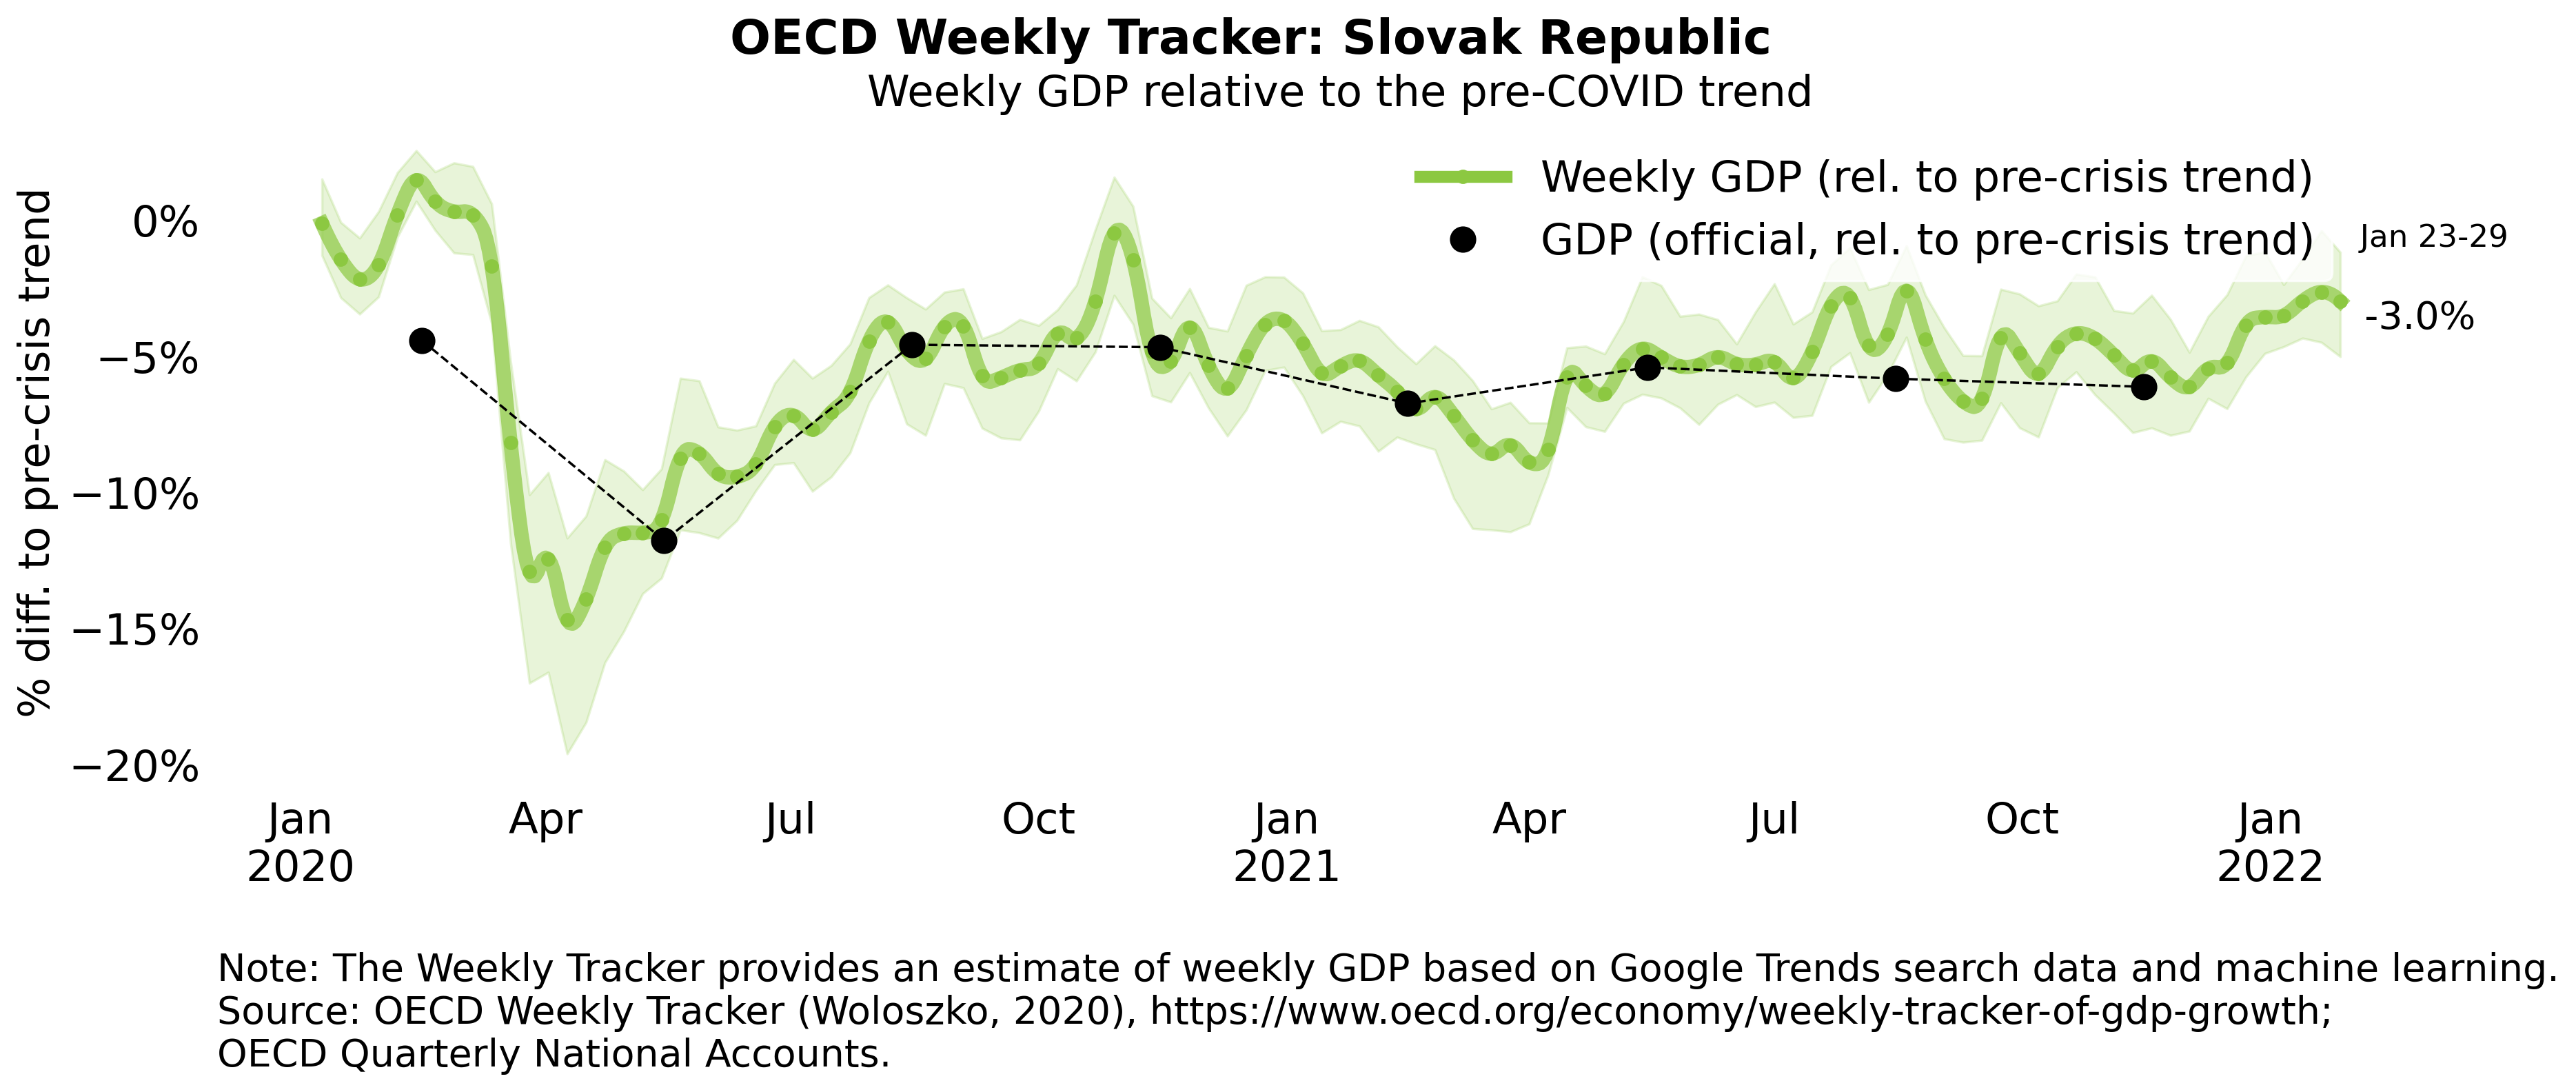 OECD Weekly Tracker: Slovak Republic
Weekly GDP relative to the pre-COVID trend
% diff. to pre-crisis trend
0%
−5%
−10%
−15%
−20%
Weekly GDP (rel. to pre-crisis trend)
GDP (official, rel. to pre-crisis trend)
Jan 23-29
-3.0%
Jan Apr Jul Oct Jan Apr Jul Oct Jan
2020 2021 2022
Note: The Weekly Tracker provides an estimate of weekly GDP based on Google Trends search data and machine learning.
Source: OECD Weekly Tracker (Woloszko, 2020), https://www.oecd.org/economy/weekly-tracker-of-gdp-growth;
OECD Quarterly National Accounts.